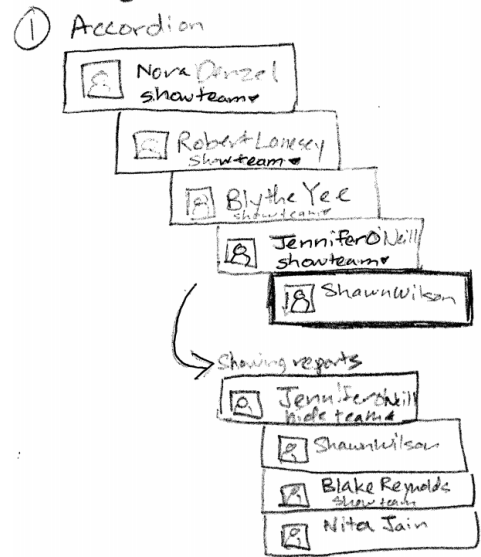 1 Accordion
Nora Denzel
show team
Robert Lonesey
show team
Blythe Yee
show team
Jennifer O'Neill
show team
Shawn Wilson
Showing reports
Jennifer O'Neill
hide team
Shawn Wilson
Blake Reynolds
Show team
Nita Jain